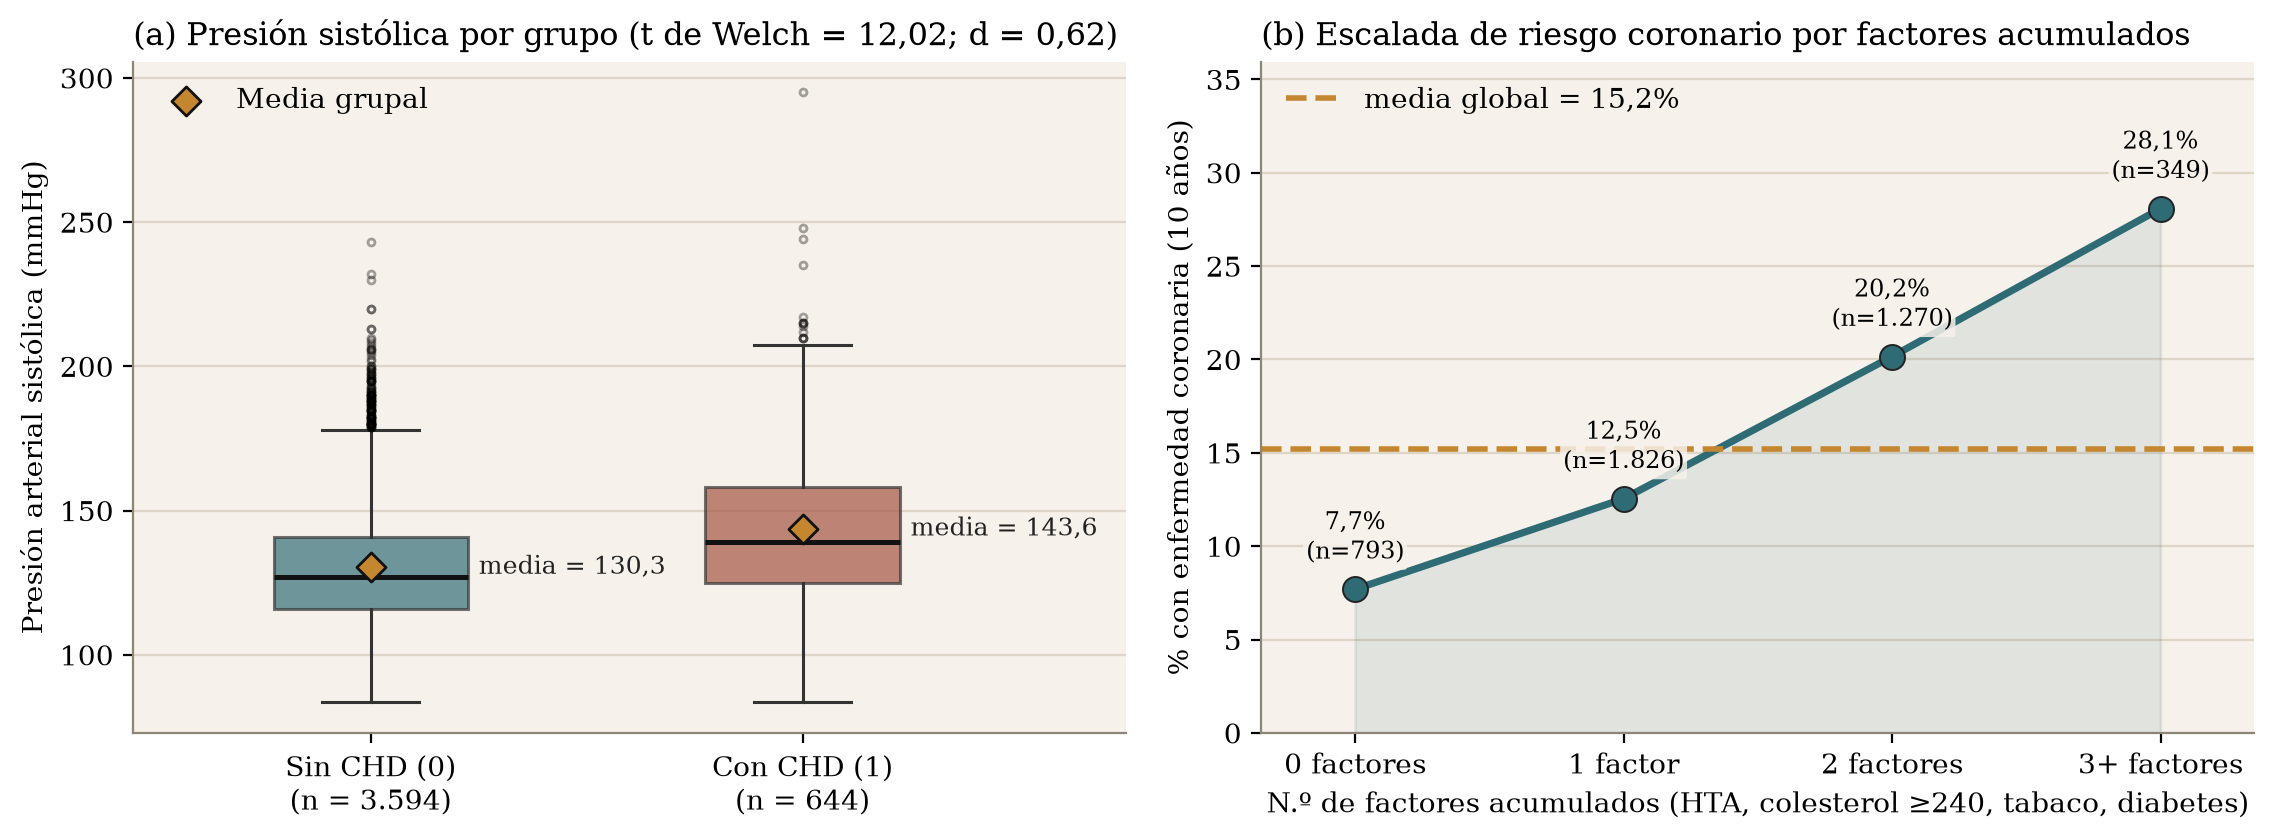 (a) Presión sistólica por grupo (t de Welch = 12,02; d = 0,62)
Presión arterial sistólica (mmHg)
300
250
200
150
100
Media grupal
media = 130,3
media = 143,6
Sin CHD (0)
(n = 3.594)
Con CHD (1)
(n = 644)
(b) Escalada de riesgo coronario por factores acumulados
% con enfermedad coronaria (10 años)
35
30
25
20
15
10
5
0
media global = 15,2%
7,7%
(n=793)
12,5%
(n=1.826)
20,2%
(n=1.270)
28,1%
(n=349)
0 factores
1 factor
2 factores
3+ factores
N.º de factores acumulados (HTA, colesterol ≥240, tabaco, diabetes)